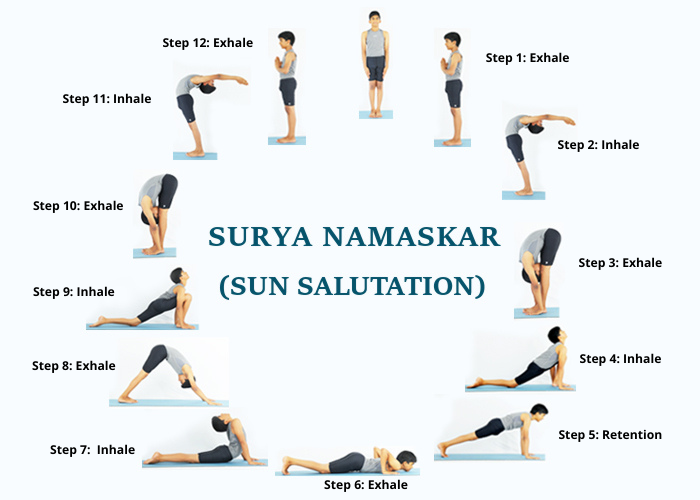 Step 12: Exhale
Step 1: Exhale
Step 11: Inhale
Step 2: Inhale
Step 10: Exhale
SURYA NAMASKAR
(SUN SALUTATION)
Step 3: Exhale
Step 9: Inhale
Step 4: Inhale
Step 8: Exhale
Step 5: Retention
Step 7: Inhale
Step 6: Exhale